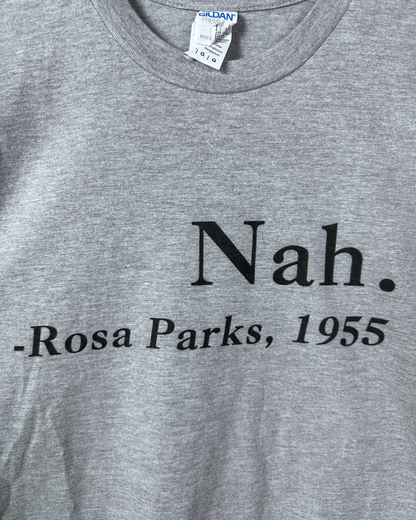 GILDAN
Nah.
-Rosa Parks, 1955